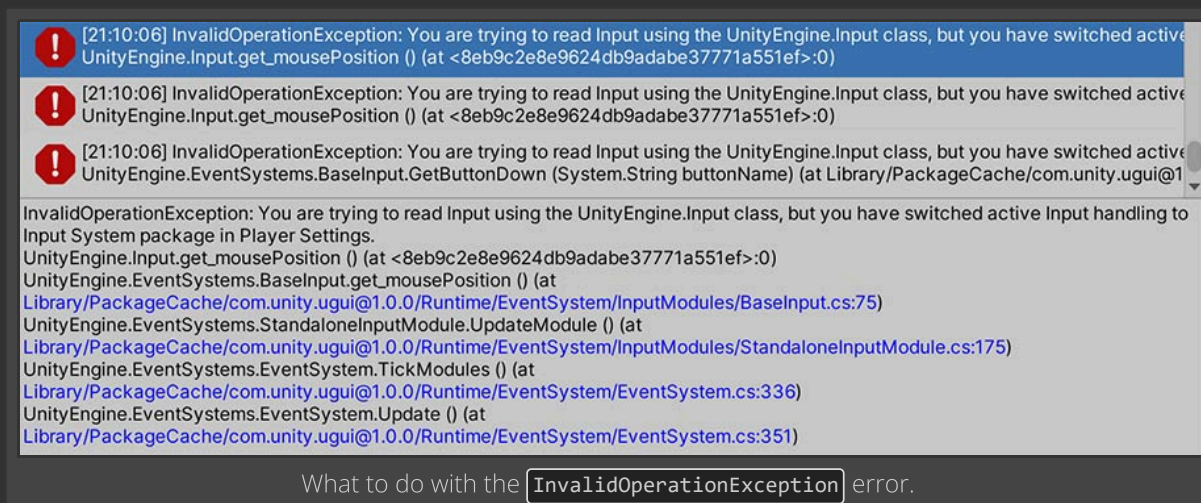 [21:10:06] InvalidOperationException: You are trying to read Input using the UnityEngine.Input class, but you have switched active
UnityEngine.Input.get_mousePosition () (at <8eb9c2e8e9624db9adabe37771a551ef>:0)
[21:10:06] InvalidOperationException: You are trying to read Input using the UnityEngine.Input class, but you have switched active
UnityEngine.Input.get_mousePosition () (at <8eb9c2e8e9624db9adabe37771a551ef>:0)
[21:10:06] InvalidOperationException: You are trying to read Input using the UnityEngine.Input class, but you have switched active
UnityEngine.EventSystems.BaseInput.GetButtonDown (System.String buttonName) (at Library/PackageCache/com.unity.ugui@1
InvalidOperationException: You are trying to read Input using the UnityEngine.Input class, but you have switched active Input handling to
Input System package in Player Settings.
UnityEngine.Input.get_mousePosition () (at <8eb9c2e8e9624db9adabe37771a551ef>:0)
UnityEngine.EventSystems.BaseInput.get_mousePosition () (at
Library/PackageCache/com.unity.ugui@1.0.0/Runtime/EventSystem/InputModules/BaseInput.cs:75)
UnityEngine.EventSystems.StandaloneInputModule.UpdateModule () (at
Library/PackageCache/com.unity.ugui@1.0.0/Runtime/EventSystem/InputModules/StandaloneInputModule.cs:175)
UnityEngine.EventSystems.EventSystem.TickModules () (at
Library/PackageCache/com.unity.ugui@1.0.0/Runtime/EventSystem/EventSystem.cs:336)
UnityEngine.EventSystems.EventSystem.Update () (at
Library/PackageCache/com.unity.ugui@1.0.0/Runtime/EventSystem/EventSystem.cs:351)
What to do with the InvalidOperationException error.